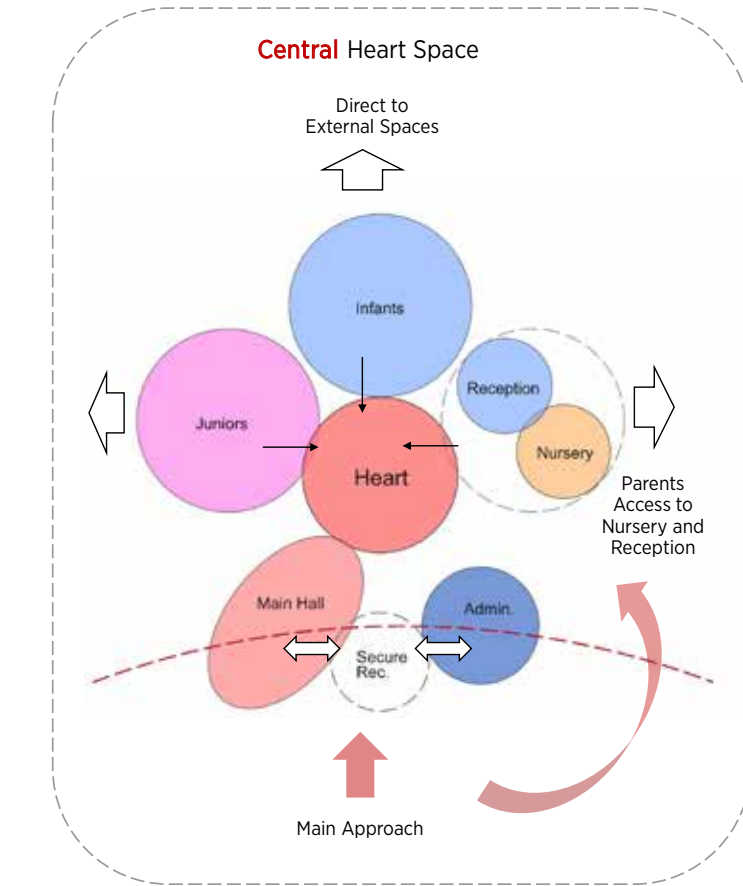 Central Heart Space
Direct to
External Spaces
Infants
Reception
Juniors
Nursery
Heart
Parents
Access to
Nursery and
Reception
Main Hall
Admin.
Secure
Rec.
Main Approach